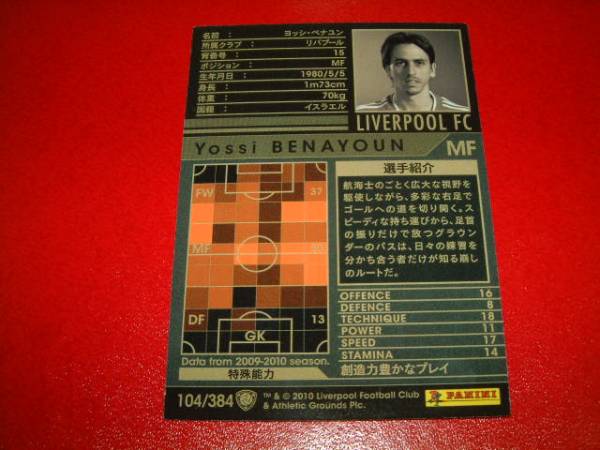 名前 : ヨッシ・ベナユン
所属クラブ : リバプール
背番号 : 15
ポジション : MF
生年月日 : 1980/5/5
身長 : 1m73cm
体重 : 70kg
国籍 : イスラエル
LIVERPOOL FC
Yossi BENAYOUN MF
FW 37
MF 50
DF 13
GK
Data from 2009-2010 season.
特殊能力
選手紹介
航海士のごとく広大な視野を
駆使しながら、多彩な右足で
ゴールへの道を切り開く。ス
ピーディな持ち運びから、足首
の振りだけで放つグラウン
ダーのパスは、日々の練習を
分かち合う者だけが知る崩し
のルートだ。
OFFENCE 16
DEFENCE 8
TECHNIQUE 18
POWER 11
SPEED 17
STAMINA 14
創造力豊かなプレイ
104/384
™ & © 2010 Liverpool Football Club
& Athletic Grounds Plc.
PANINI